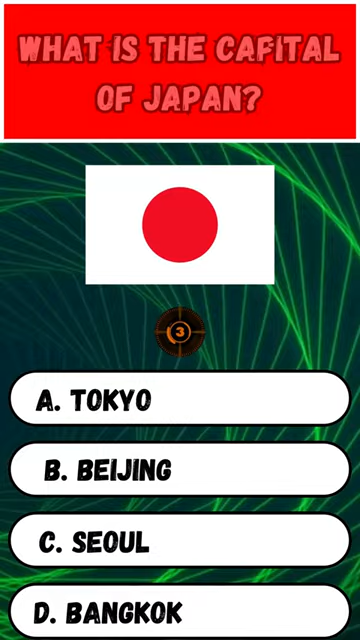 WHAT IS THE CAPITAL
OF JAPAN?
3
A. TOKYO
B. BEIJING
C. SEOUL
D. BANGKOK